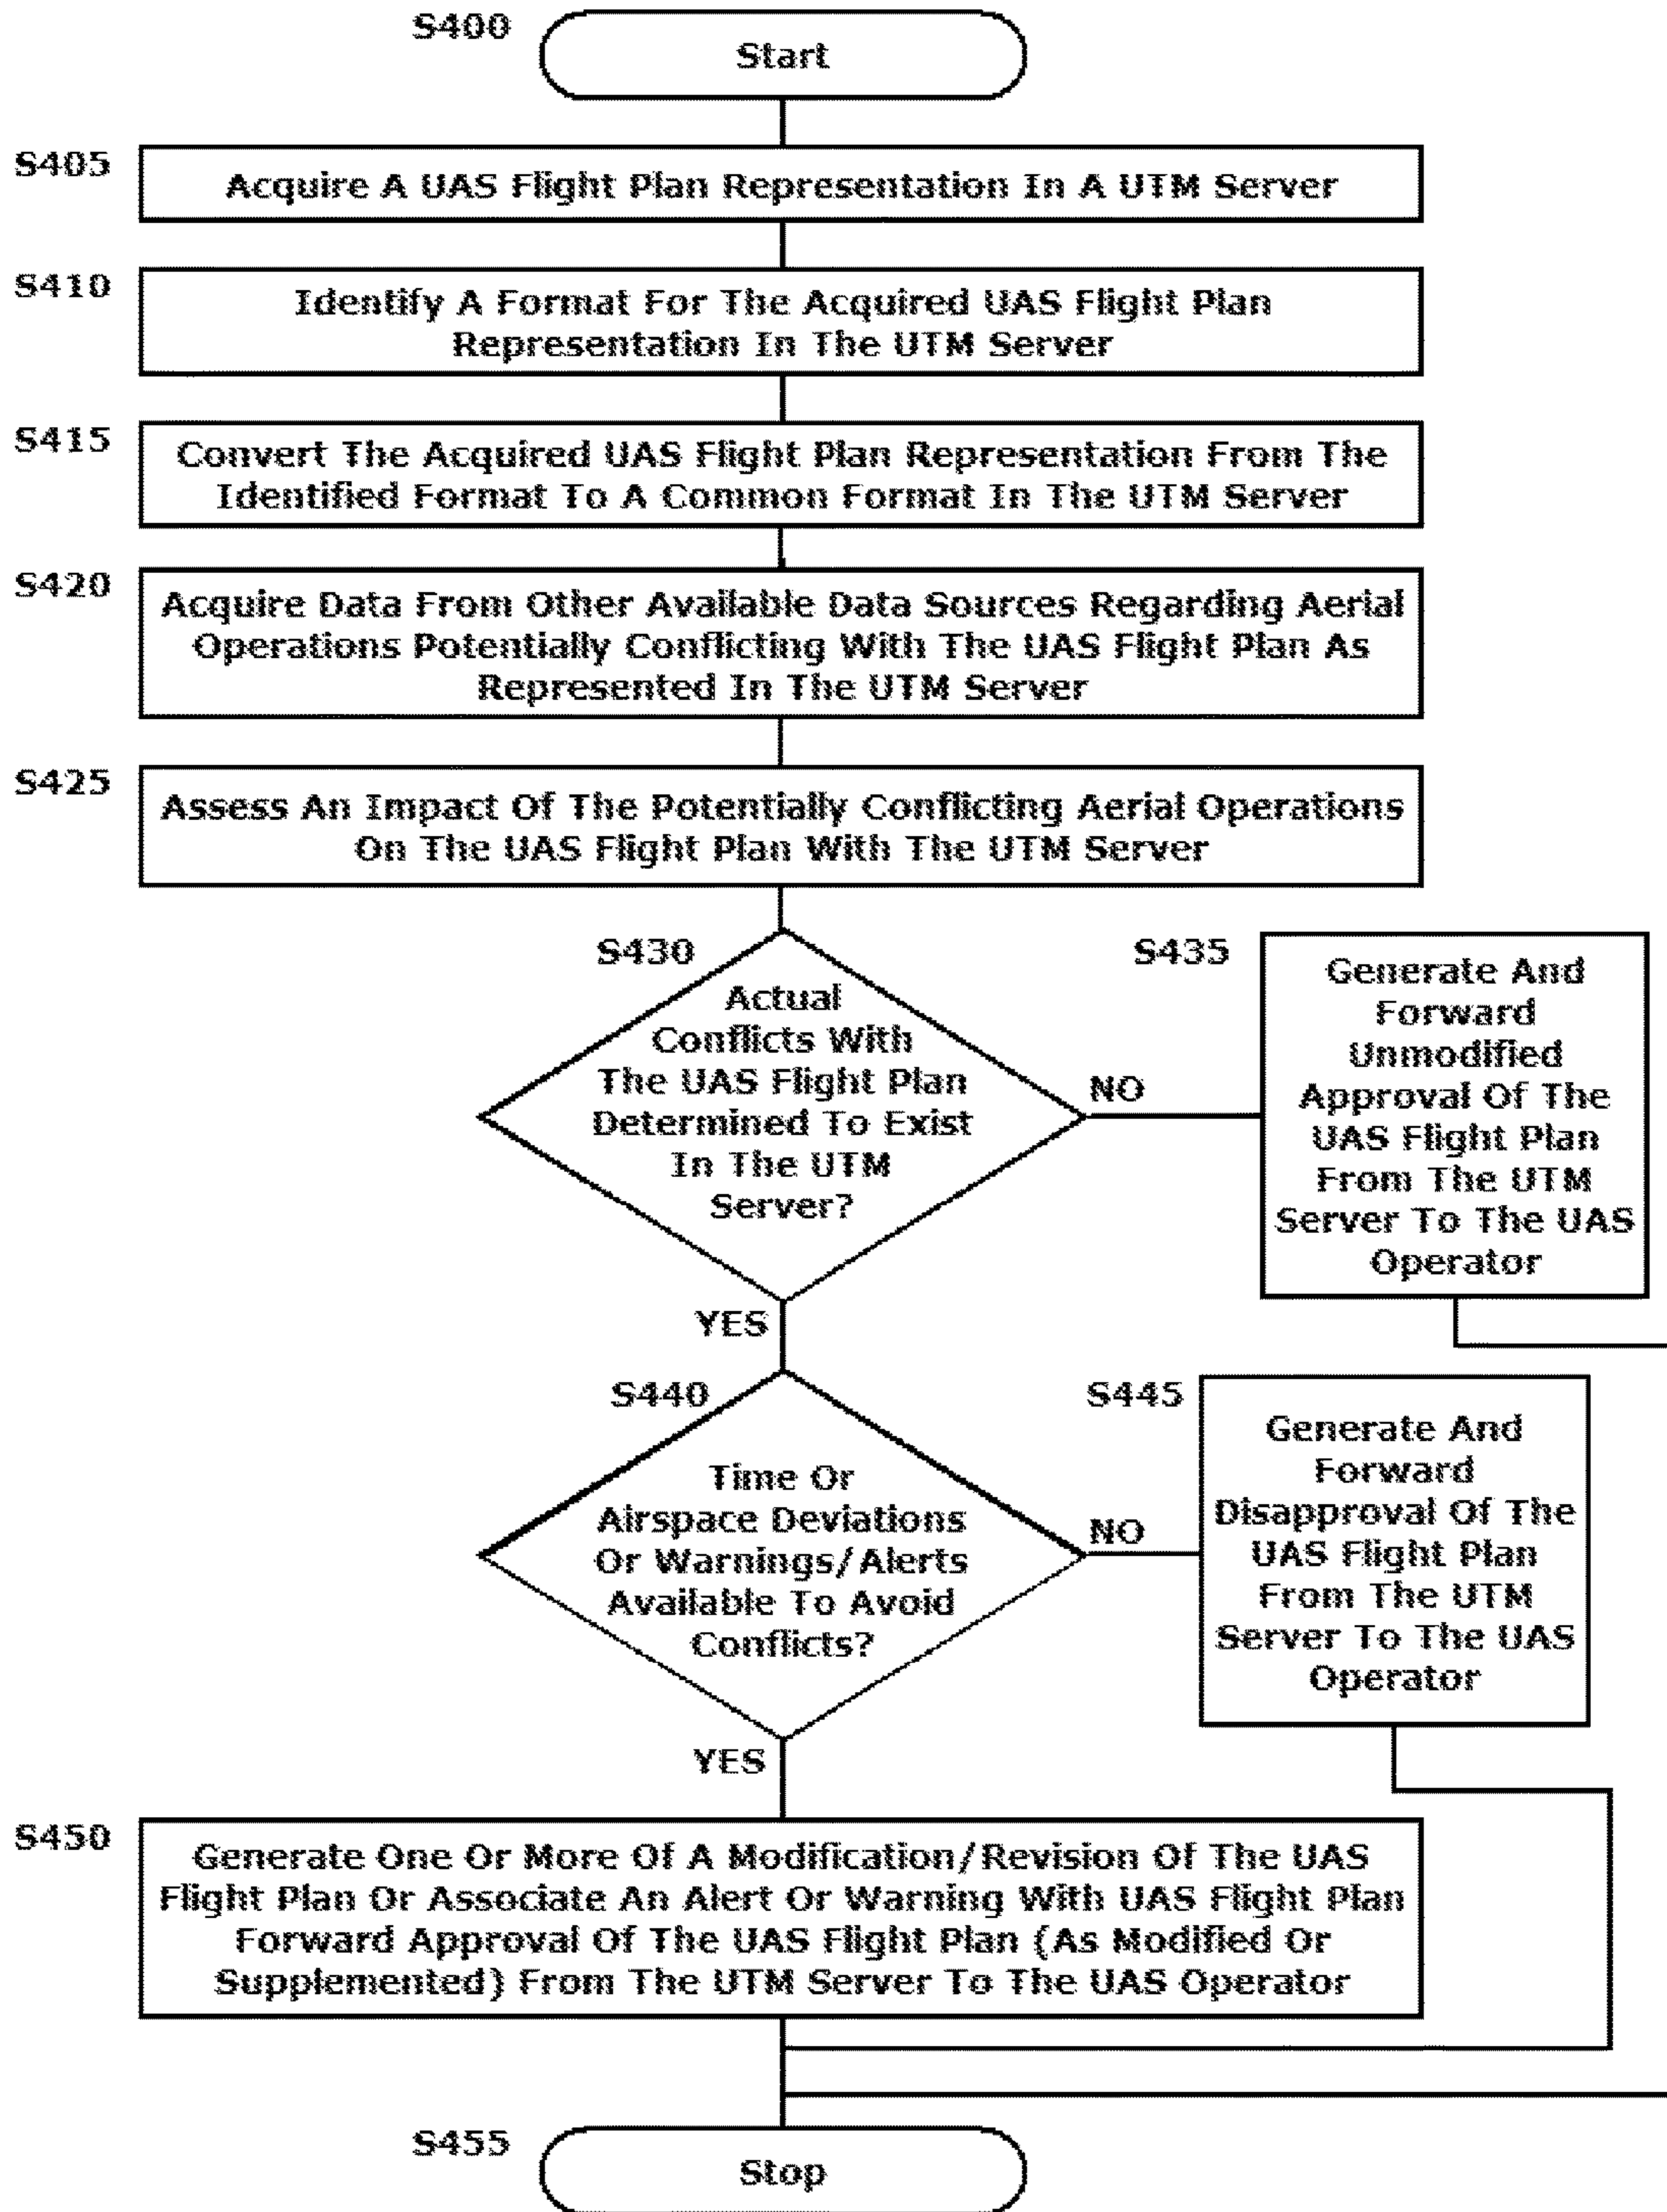 S400
Start
S405
Acquire A UAS Flight Plan Representation In A UTM Server
S410
Identify A Format For The Acquired UAS Flight Plan
Representation In The UTM Server
S415
Convert The Acquired UAS Flight Plan Representation From The
Identified Format To A Common Format In The UTM Server
S420
Acquire Data From Other Available Data Sources Regarding Aerial
Operations Potentially Conflicting With The UAS Flight Plan As
Represented In The UTM Server
S425
Assess An Impact Of The Potentially Conflicting Aerial Operations
On The UAS Flight Plan With The UTM Server
S430
Actual
Conflicts With
The UAS Flight Plan
Determined To Exist
In The UTM
Server?
NO
S435
Generate And
Forward
Unmodified
Approval Of The
UAS Flight Plan
From The UTM
Server To The UAS
Operator
YES
S440
Time Or
Airspace Deviations
Or Warnings/Alerts
Available To Avoid
Conflicts?
NO
S445
Generate And
Forward
Disapproval Of The
UAS Flight Plan
From The UTM
Server To The UAS
Operator
YES
S450
Generate One Or More Of A Modification/Revision Of The UAS
Flight Plan Or Associate An Alert Or Warning With UAS Flight Plan
Forward Approval Of The UAS Flight Plan (As Modified Or
Supplemented) From The UTM Server To The UAS Operator
S455
Stop